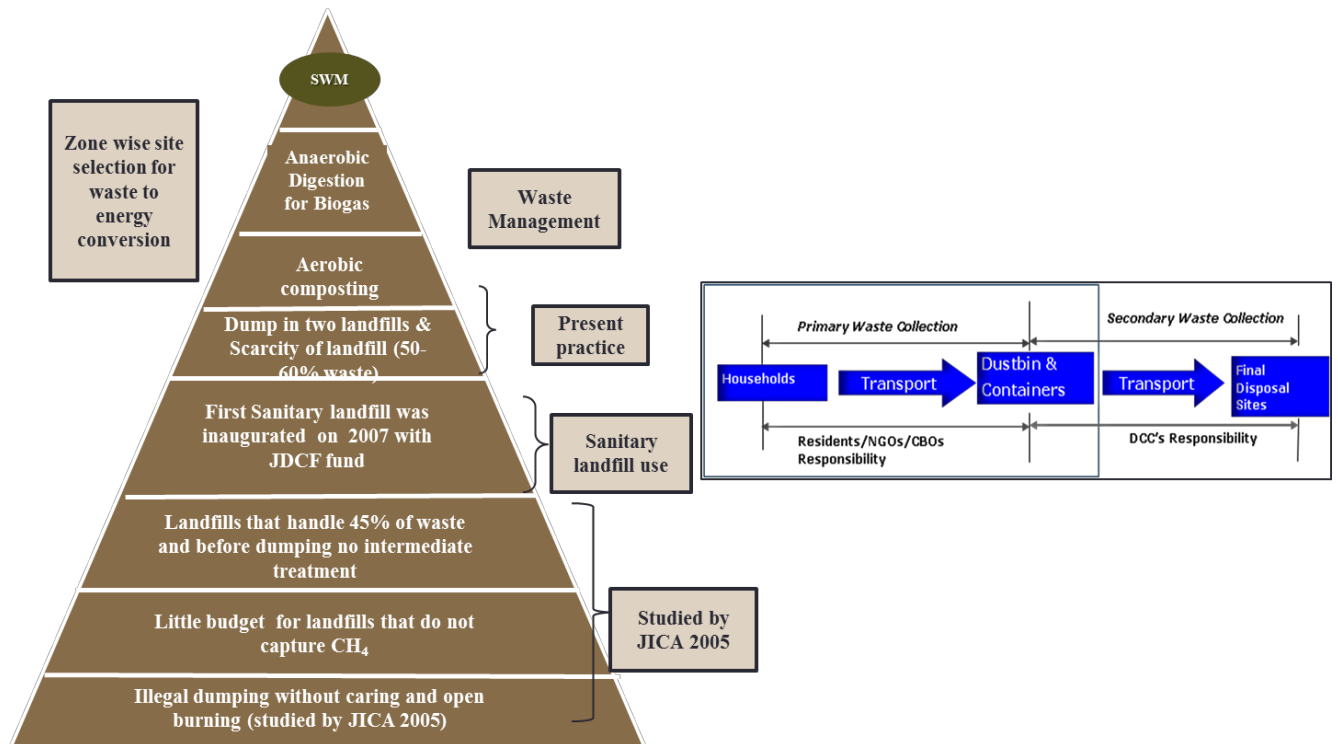 SWM
Zone wise site
selection for
waste to
energy
conversion
Anaerobic
Digestion
for Biogas
Waste
Management
Aerobic
composting
Dump in two landfills &
Scarcity of landfill (50-
60% waste)
Present
practice
First Sanitary landfill was
inaugurated on 2007 with
JDCF fund
Sanitary
landfill use
Landfills that handle 45% of waste
and before dumping no intermediate
treatment
Little budget for landfills that do not
capture CH₄
Studied by
JICA 2005
Illegal dumping without caring and open
burning (studied by JICA 2005)
Primary Waste Collection
Secondary Waste Collection
Households
Transport
Dustbin &
Containers
Transport
Final
Disposal
Sites
Residents/NGOs/CBOs
Responsibility
DCC's Responsibility